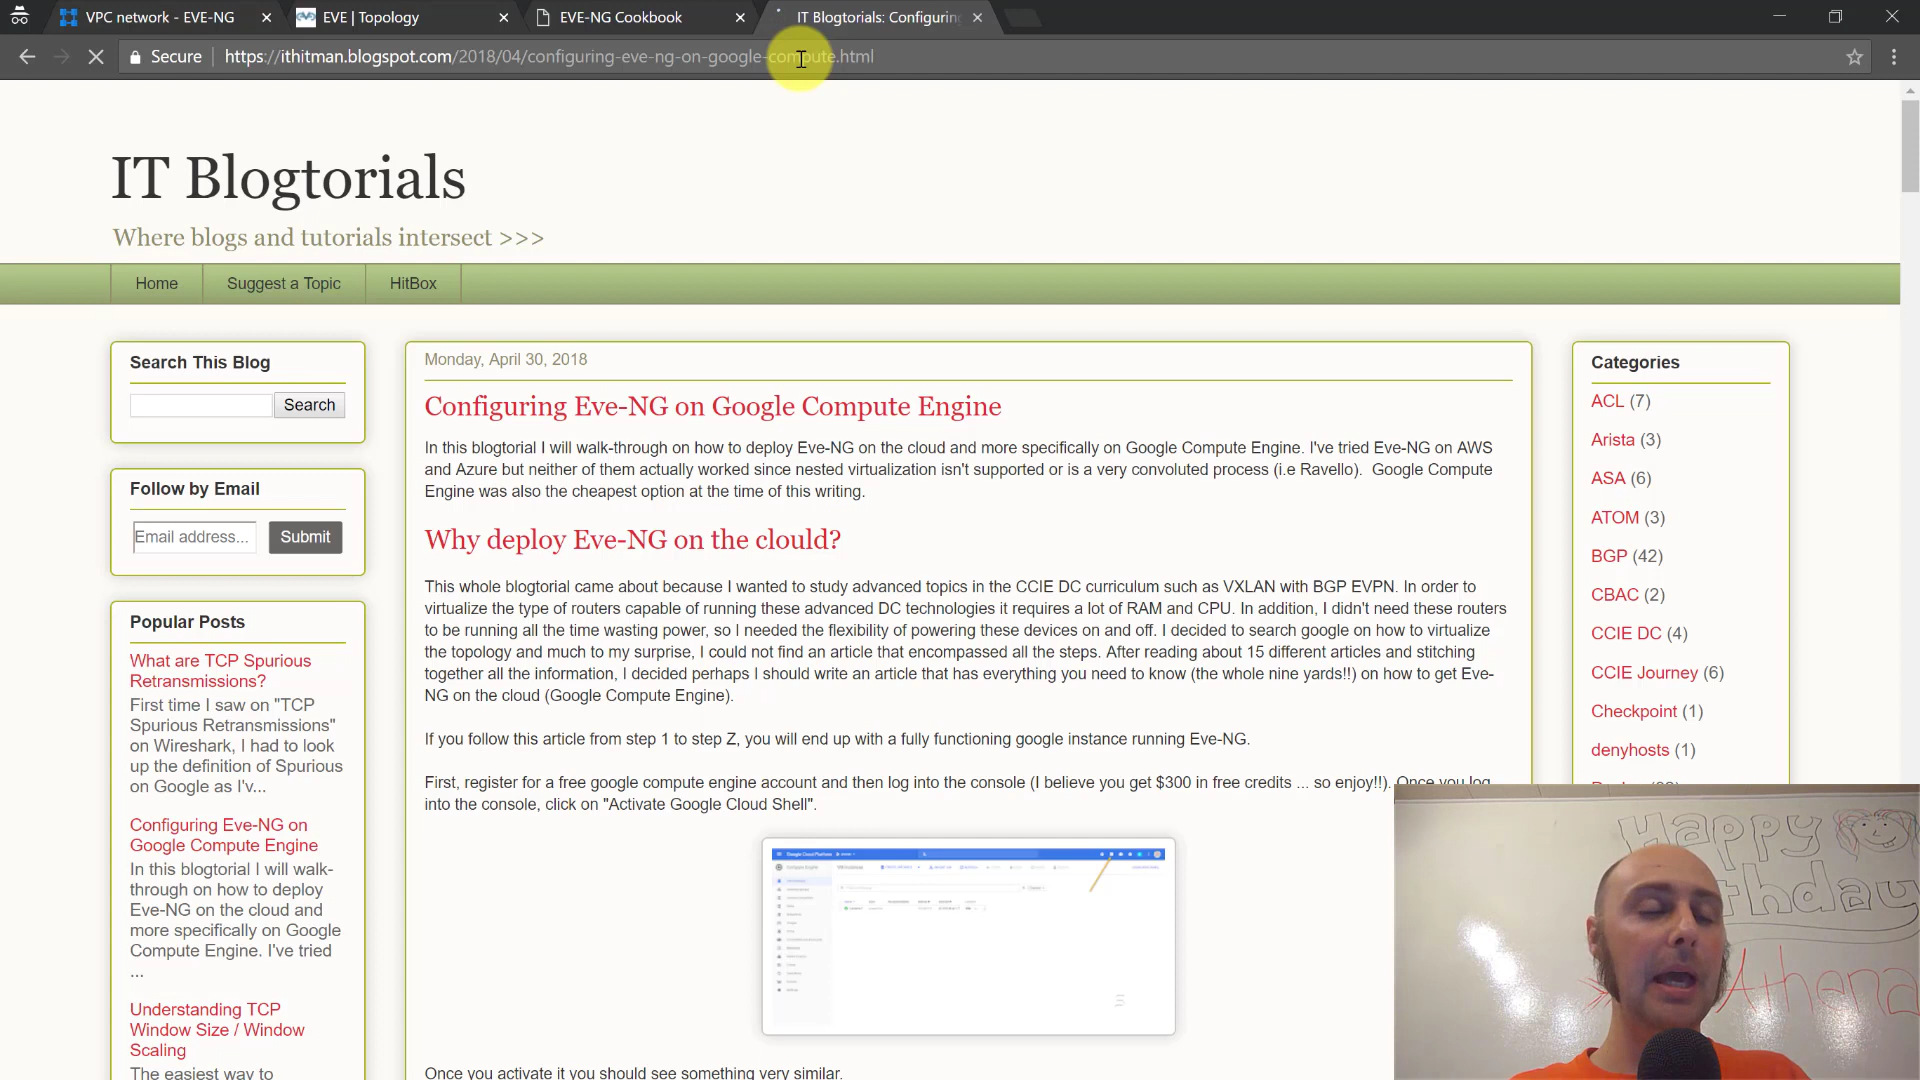 VPC network - EVE-NG
EVE | Topology
EVE-NG Cookbook
IT Blogtorials: Configuring
Secure
https://ithitman.blogspot.com/2018/04/configuring-eve-ng-on-google-compute.html
IT Blogtorials
Where blogs and tutorials intersect >>>
Home
Suggest a Topic
HitBox
Search This Blog
Search
Follow by Email
Email address...
Submit
Popular Posts
What are TCP Spurious
Retransmissions?
First time I saw on "TCP
Spurious Retransmissions"
on Wireshark, I had to look
up the definition of Spurious
on Google as I'v...
Configuring Eve-NG on
Google Compute Engine
In this blogtorial I will walk-
through on how to deploy
Eve-NG on the cloud and
more specifically on Google
Compute Engine. I've tried
...
Understanding TCP
Window Size / Window
Scaling
The easiest way to
Monday, April 30, 2018
Configuring Eve-NG on Google Compute Engine
In this blogtorial I will walk-through on how to deploy Eve-NG on the cloud and more specifically on Google Compute Engine. I've tried Eve-NG on AWS
and Azure but neither of them actually worked since nested virtualization isn't supported or is a very convoluted process (i.e Ravello).  Google Compute
Engine was also the cheapest option at the time of this writing.
Why deploy Eve-NG on the clould?
This whole blogtorial came about because I wanted to study advanced topics in the CCIE DC curriculum such as VXLAN with BGP EVPN. In order to
virtualize the type of routers capable of running these advanced DC technologies it requires a lot of RAM and CPU. In addition, I didn't need these routers
to be running all the time wasting power, so I needed the flexibility of powering these devices on and off. I decided to search google on how to virtualize
the topology and much to my surprise, I could not find an article that encompassed all the steps. After reading about 15 different articles and stitching
together all the information, I decided perhaps I should write an article that has everything you need to know (the whole nine yards!!) on how to get Eve-
NG on the cloud (Google Compute Engine).
If you follow this article from step 1 to step Z, you will end up with a fully functioning google instance running Eve-NG.
First, register for a free google compute engine account and then log into the console (I believe you get $300 in free credits ... so enjoy!!). Once you log
into the console, click on "Activate Google Cloud Shell".
Google Cloud Platform
Once you activate it you should see something very similar.
Categories
ACL (7)
Arista (3)
ASA (6)
ATOM (3)
BGP (42)
CBAC (2)
CCIE DC (4)
CCIE Journey (6)
Checkpoint (1)
denyhosts (1)
Happy
Athena